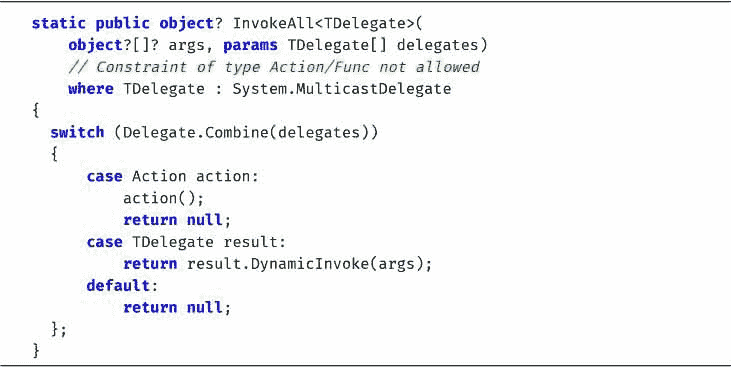 static public object? InvokeAll<TDelegate>(
    object?[]? args, params TDelegate[] delegates)
    // Constraint of type Action/Func not allowed
    where TDelegate : System.MulticastDelegate
{
  switch (Delegate.Combine(delegates))
  {
      case Action action:
          action();
          return null;
      case TDelegate result:
          return result.DynamicInvoke(args);
      default:
          return null;
  };
}